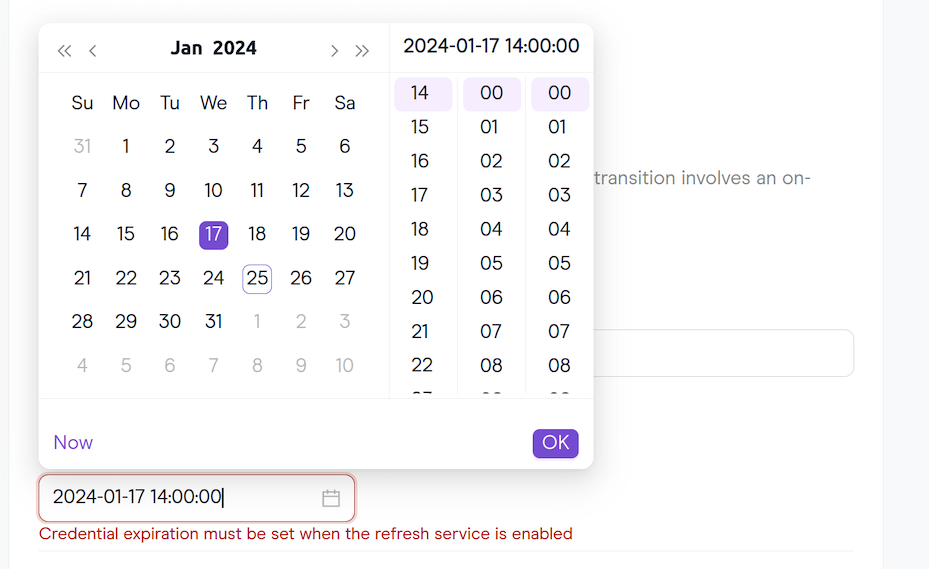 Jan 2024
2024-01-17 14:00:00
Su Mo Tu We Th Fr Sa
31 1 2 3 4 5 6
7 8 9 10 11 12 13
14 15 16 17 18 19 20
21 22 23 24 25 26 27
28 29 30 31 1 2 3
4 5 6 7 8 9 10
14 00 00
15 01 01
16 02 02
17 03 03
18 04 04
19 05 05
20 06 06
21 07 07
22 08 08
transition involves an on-
Now
OK
2024-01-17 14:00:00
Credential expiration must be set when the refresh service is enabled